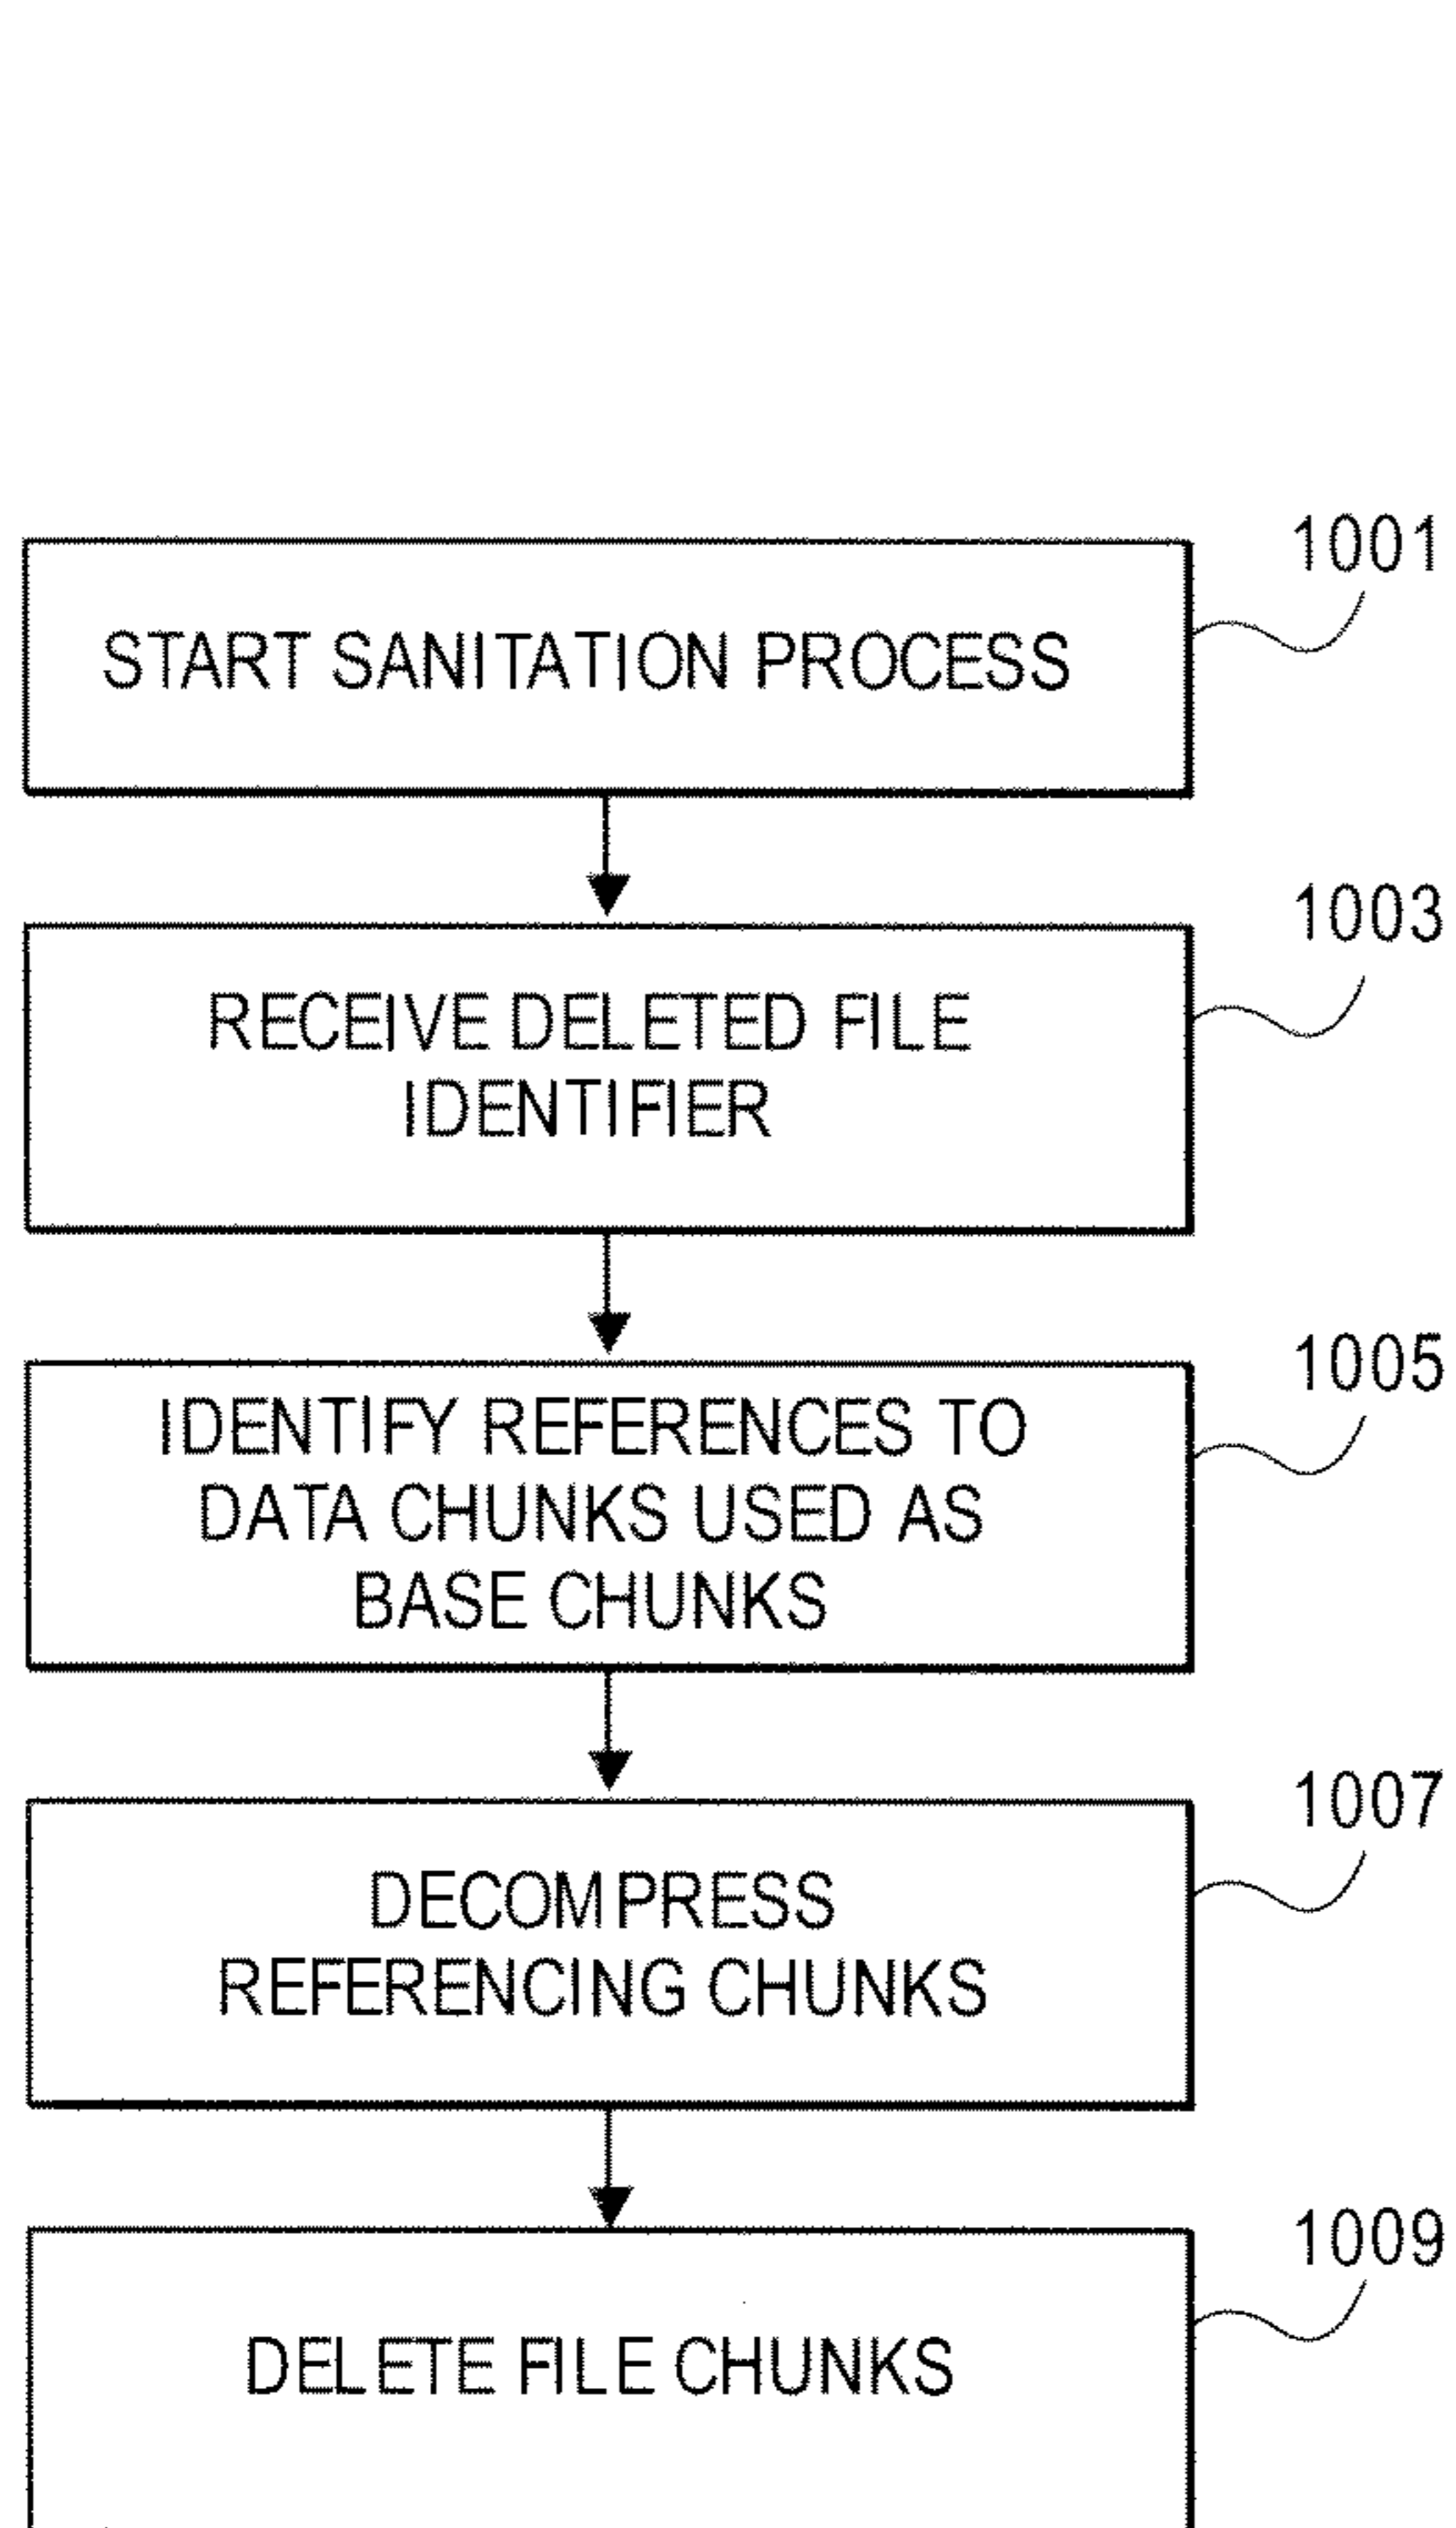 1001
START SANITATION PROCESS
1003
RECEIVE DELETED FILE
IDENTIFIER
1005
IDENTIFY REFERENCES TO
DATA CHUNKS USED AS
BASE CHUNKS
1007
DECOMPRESS
REFERENCING CHUNKS
1009
DELETE FILE CHUNKS